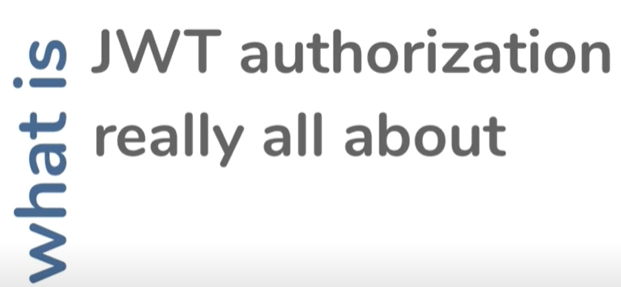 what is
JWT authorization
really all about